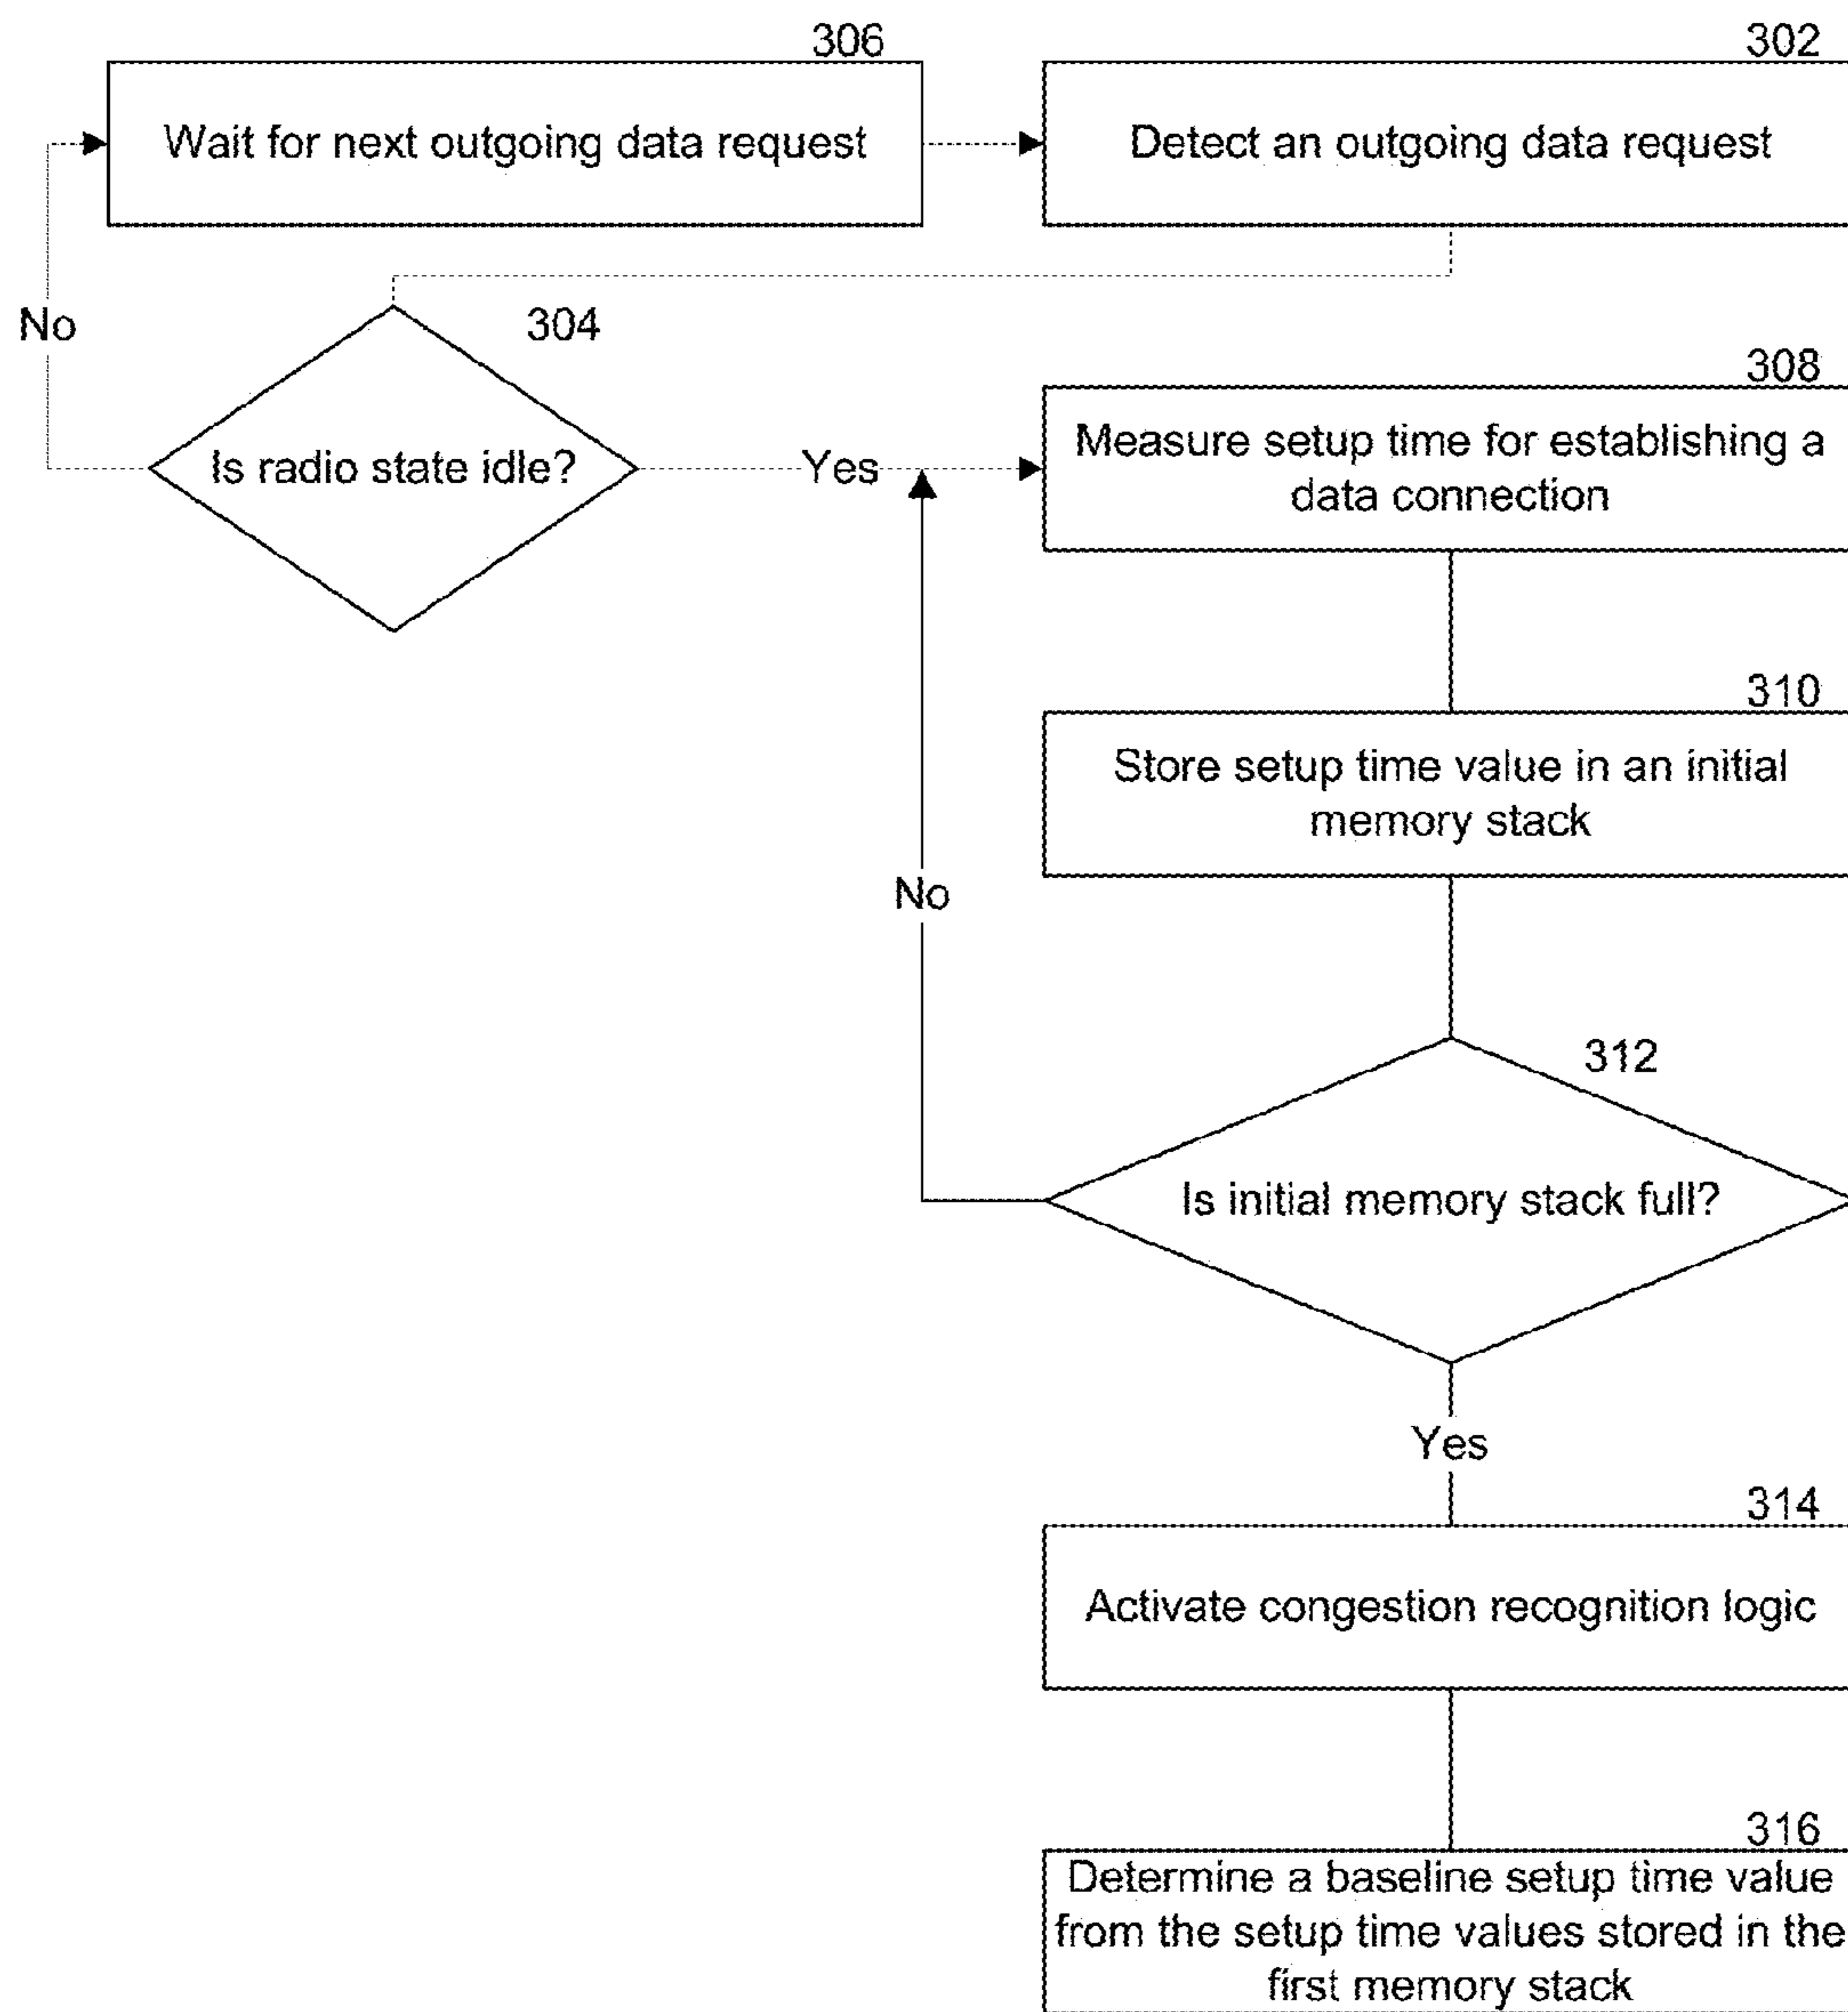 306
Wait for next outgoing data request
302
Detect an outgoing data request
No
304
Is radio state idle?
Yes
308
Measure setup time for establishing a
data connection
310
Store setup time value in an initial
memory stack
No
312
Is initial memory stack full?
Yes
314
Activate congestion recognition logic
316
Determine a baseline setup time value
from the setup time values stored in the
first memory stack